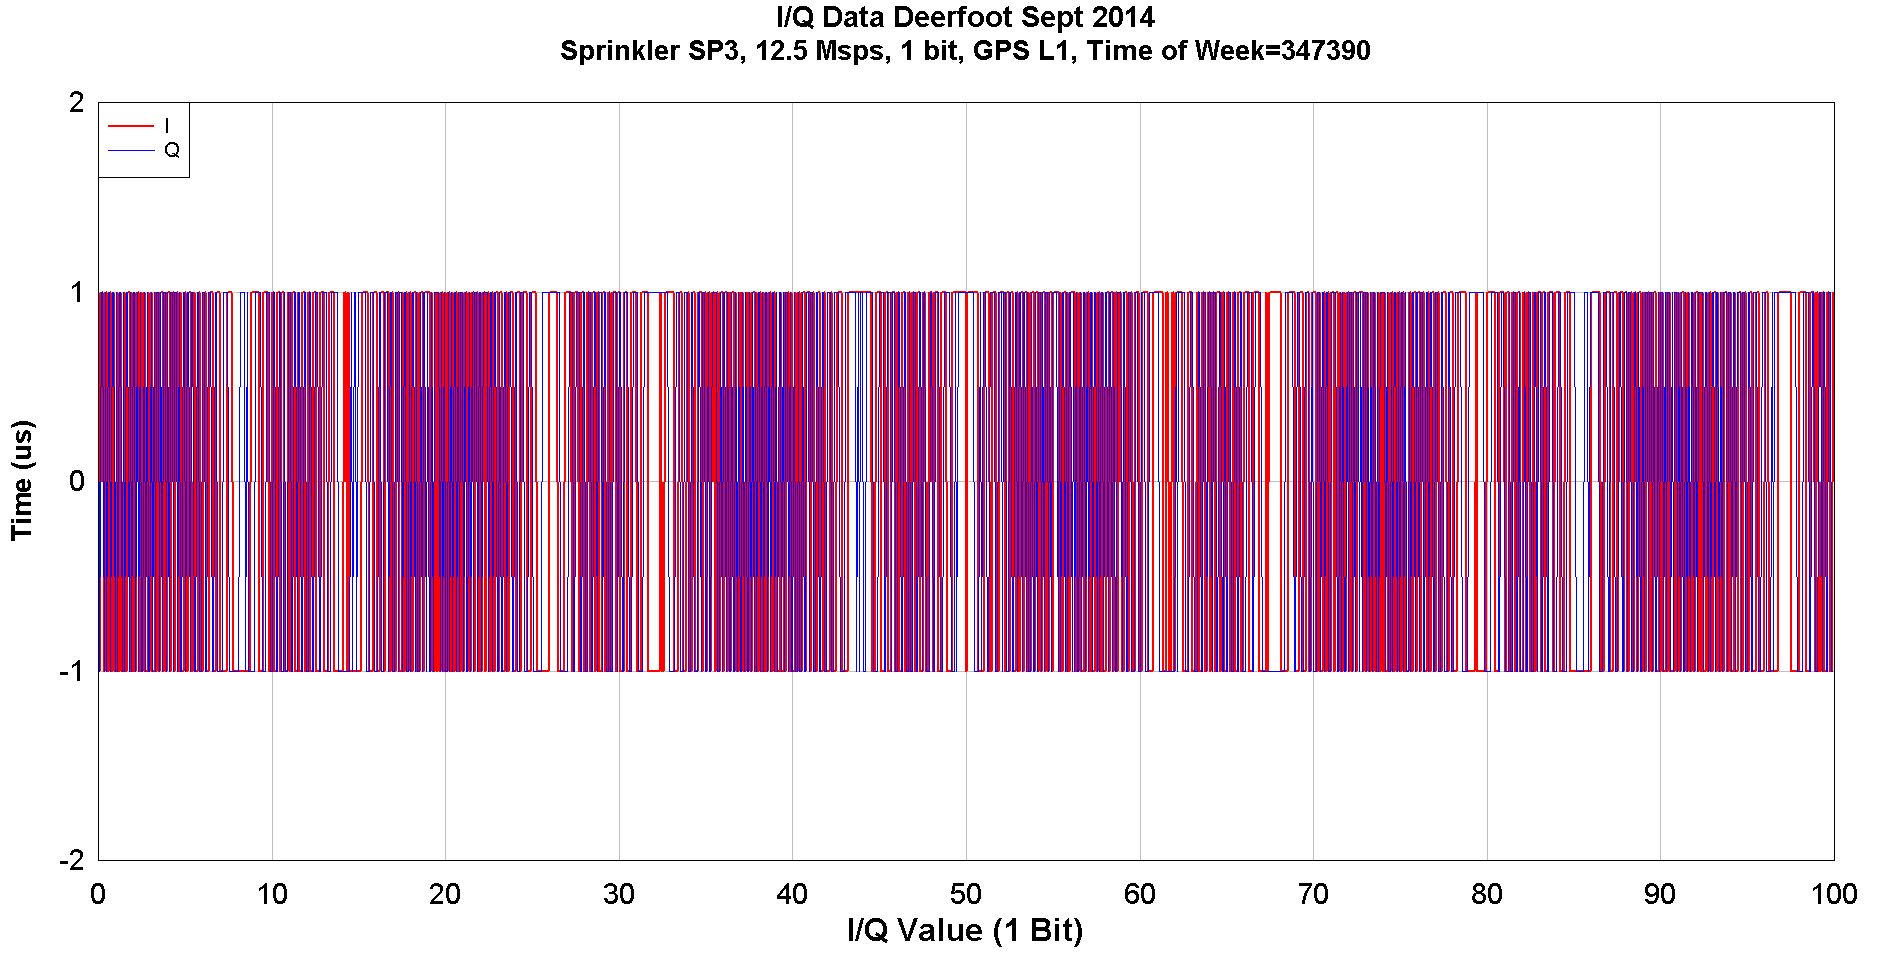 I/Q Data Deerfoot Sept 2014
Sprinkler SP3, 12.5 Msps, 1 bit, GPS L1, Time of Week=347390
2
I
Q
1
0
-1
-2
Time (us)
0 10 20 30 40 50 60 70 80 90 100
I/Q Value (1 Bit)